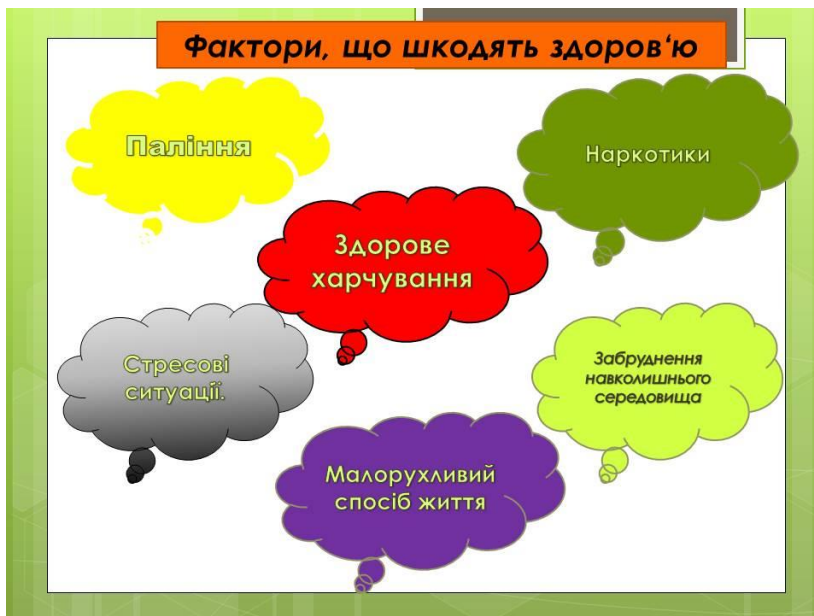 Фактори, що шкодять здоров‘ю
Паління
Наркотики
Здорове
харчування
Стресові
ситуації.
Забруднення
навколишнього
середовища
Малорухливий
спосіб життя